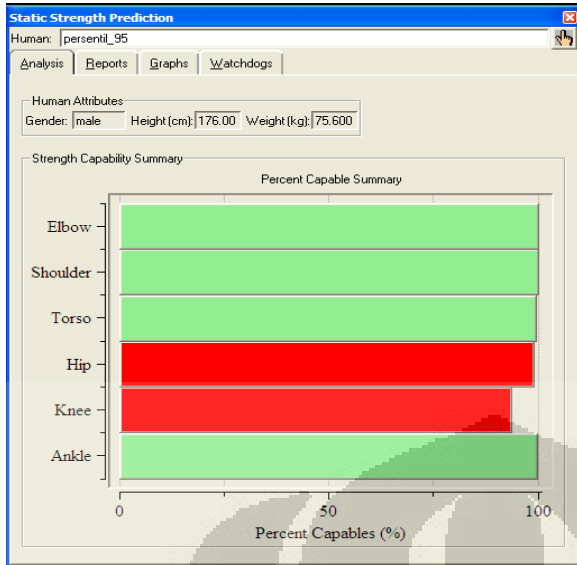 Static Strength Prediction
Human: persentil_95
Analysis Reports Graphs Watchdogs
Human Attributes
Gender: male Height (cm): 176.00 Weight (kg): 75.600
Strength Capability Summary
Percent Capable Summary
Elbow
Shoulder
Torso
Hip
Knee
Ankle
0 50 100
Percent Capables (%)